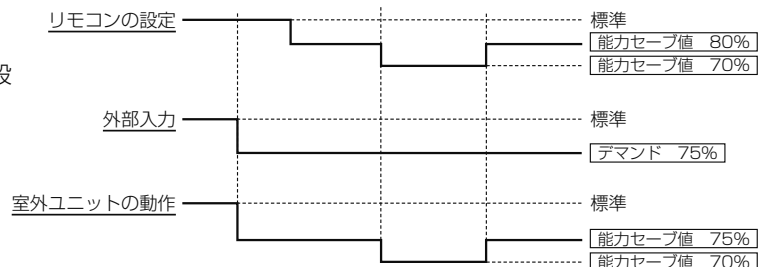 リモコンの設定
標準
能力セーブ値 80%
能力セーブ値 70%
設
外部入力
標準
デマンド 75%
室外ユニットの動作
標準
能力セーブ値 75%
能力セーブ値 70%